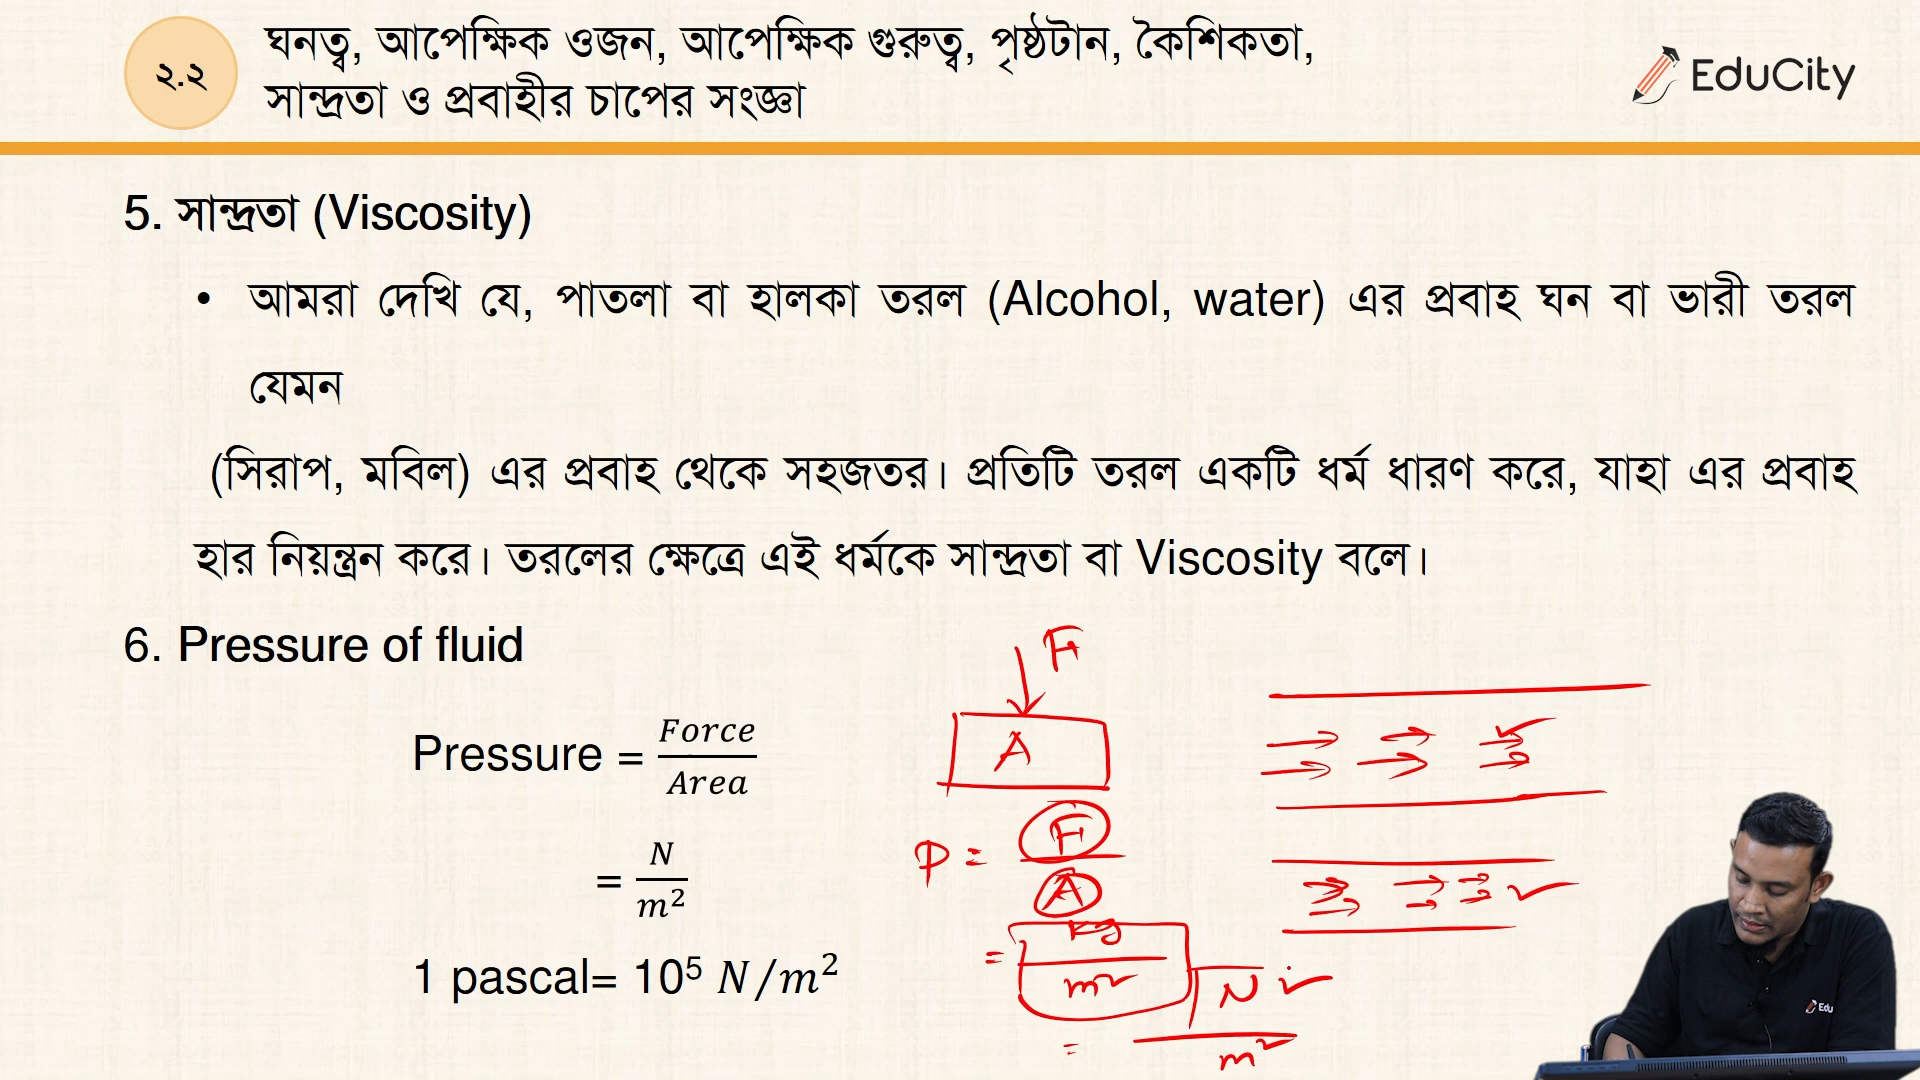 ২.২
ঘনত্ব, আপেক্ষিক ওজন, আপেক্ষিক গুরুত্ব, পৃষ্ঠটান, কৈশিকতা,
সান্দ্রতা ও প্রবাহীর চাপের সংজ্ঞা
EduCity
5. সান্দ্রতা (Viscosity)
• আমরা দেখি যে, পাতলা বা হালকা তরল (Alcohol, water) এর প্রবাহ ঘন বা ভারী তরল
যেমন
(সিরাপ, মবিল) এর প্রবাহ থেকে সহজতর। প্রতিটি তরল একটি ধর্ম ধারণ করে, যাহা এর প্রবাহ
হার নিয়ন্ত্রন করে। তরলের ক্ষেত্রে এই ধর্মকে সান্দ্রতা বা Viscosity বলে।
6. Pressure of fluid
Pressure = Force/Area
= N/m²
1 pascal= 10⁵ N/m²
F
A
P = F/A
= kg/m²
= N/m²
Edu